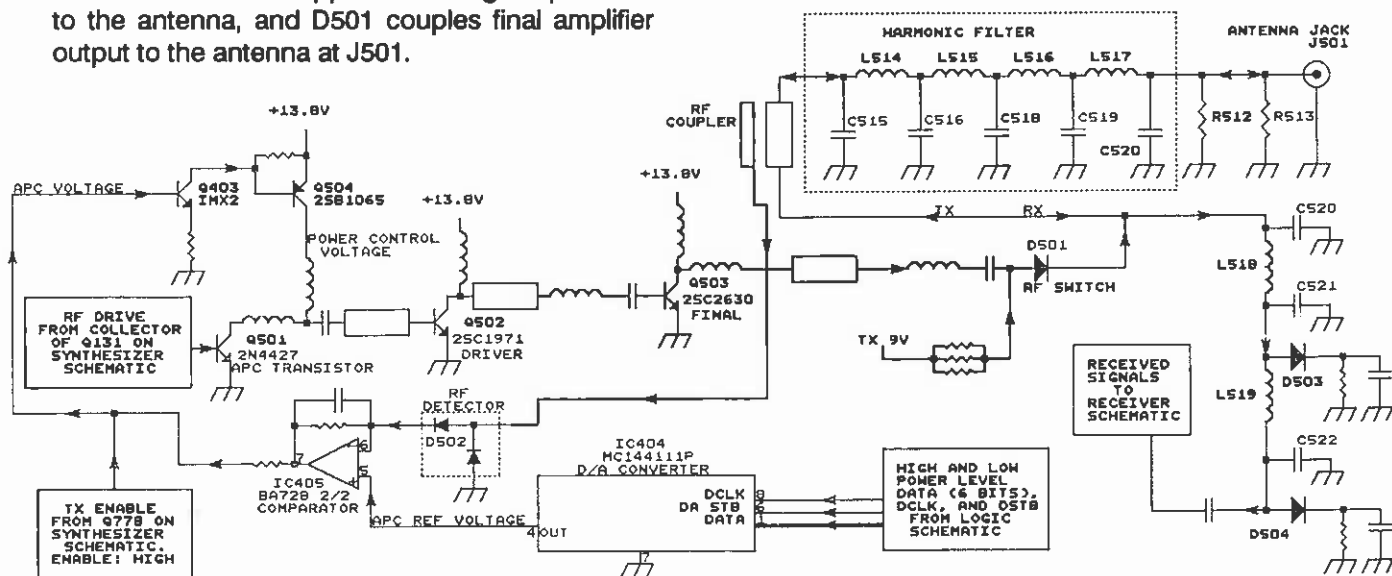 to the antenna, and D501 couples final amplifier
output to the antenna at J501.
HARMONIC FILTER
ANTENNA JACK
J501
L514
L515
L516
L517
+13.8V
RF
COUPLER
C515
C516
C518
C519
C520
R512
R513
APC VOLTAGE
Q403
IMX2
Q504
2SB1065
+13.8V
+13.8V
TX
RX
C520
POWER CONTROL
VOLTAGE
D501
RF SWITCH
L518
Q503
2SC2630
FINAL
C521
RF DRIVE
FROM COLLECTOR
OF Q131 ON
SYNTHESIZER
SCHEMATIC
Q501
2N4427
APC TRANSISTOR
Q502
2SC1971
DRIVER
TX 9V
RECEIVED
SIGNALS
TO
RECEIVER
SCHEMATIC
D503
L519
RF
DETECTOR
D502
7
6
5
+
IC405
BA728 2/2
COMPARATOR
IC404
MC144111P
D/A CONVERTER
C522
TX ENABLE
FROM Q778 ON
SYNTHESIZER
SCHEMATIC.
ENABLE: HIGH
APC REF VOLTAGE
4 OUT
DCLK
DA STB
DATA
7
HIGH AND LOW
POWER LEVEL
DATA (6 BITS),
DCLK, AND DSTB
FROM LOGIC
SCHEMATIC
D504